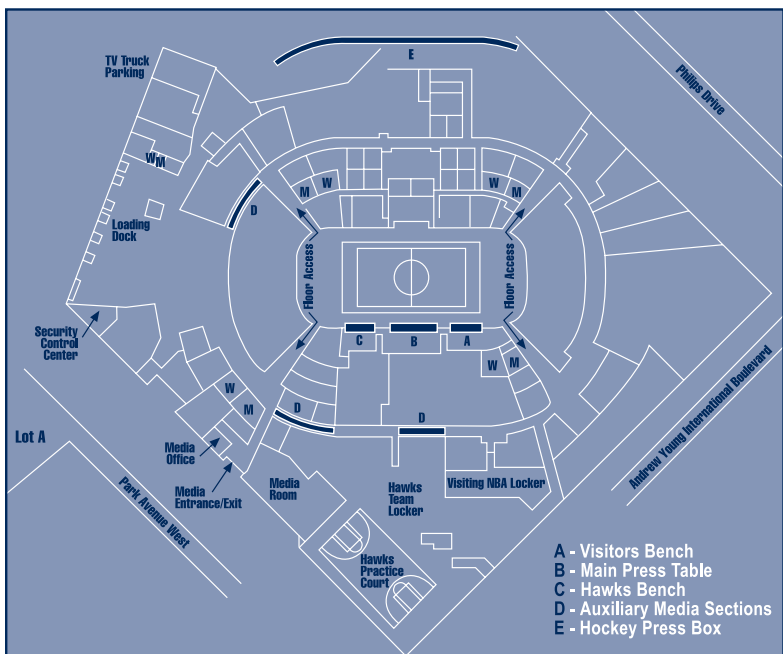 E
TV Truck
Parking
Philips Drive
W
M
M
W
W
M
D
Loading
Dock
Floor Access
Floor Access
Security
Control
Center
C
B
A
W
M
W
M
D
D
Lot A
Media
Office
Media
Entrance/Exit
Media
Room
Hawks
Team
Locker
Visiting NBA Locker
Andrew Young International Boulevard
Park Avenue West
Hawks
Practice
Court
A - Visitors Bench
B - Main Press Table
C - Hawks Bench
D - Auxiliary Media Sections
E - Hockey Press Box